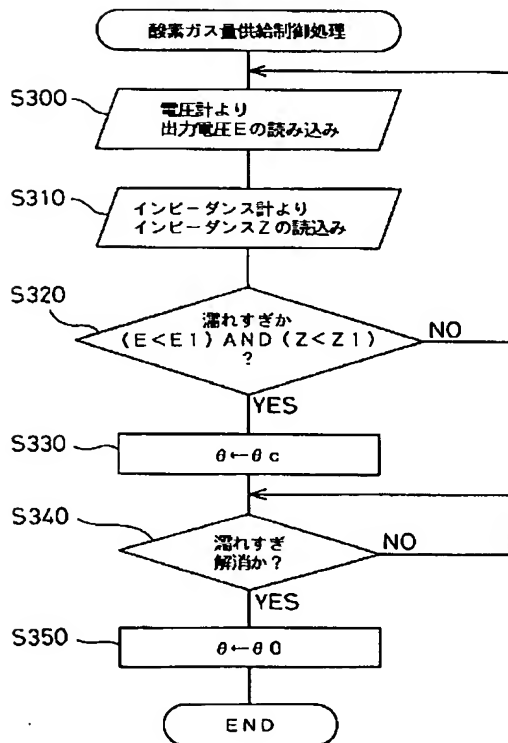 酸素ガス量供給制御処理
S300
電圧計より
出力電圧Eの読み込み
S310
インピーダンス計より
インピーダンスZの読込み
S320
濡れすぎか
(E<E1) AND (Z<Z1)
?
NO
YES
S330
θ←θc
S340
濡れすぎ
解消か?
NO
YES
S350
θ←θ0
END